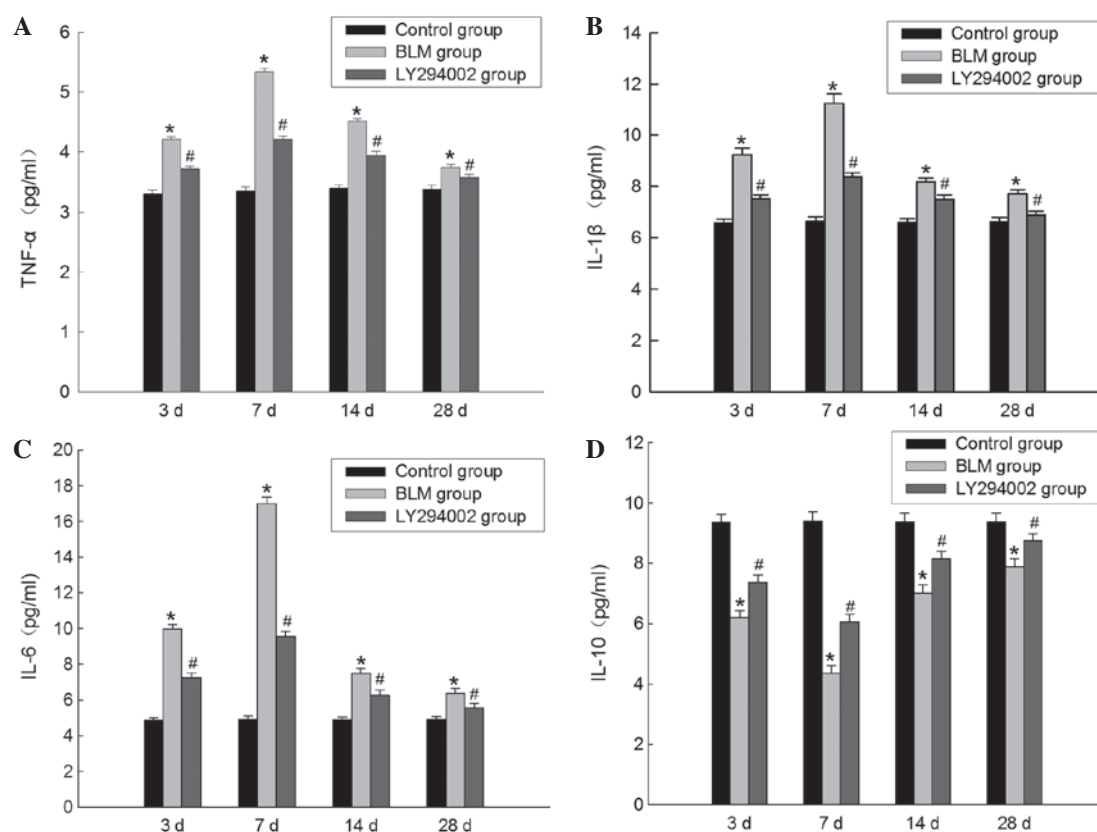 A
TNF-α (pg/ml)
6
5
4
3
2
1
0
Control group
BLM group
LY294002 group
*
#
*
#
*
#
*
#
3 d 7 d 14 d 28 d
B
IL-1β (pg/ml)
14
12
10
8
6
4
2
0
Control group
BLM group
LY294002 group
*
#
*
#
*
#
*
#
3 d 7 d 14 d 28 d
C
IL-6 (pg/ml)
20
18
16
14
12
10
8
6
4
2
0
Control group
BLM group
LY294002 group
*
#
*
#
*
#
*
#
3 d 7 d 14 d 28 d
D
IL-10 (pg/ml)
12
10
8
6
4
2
0
Control group
BLM group
LY294002 group
*
#
*
#
*
#
*
#
3 d 7 d 14 d 28 d